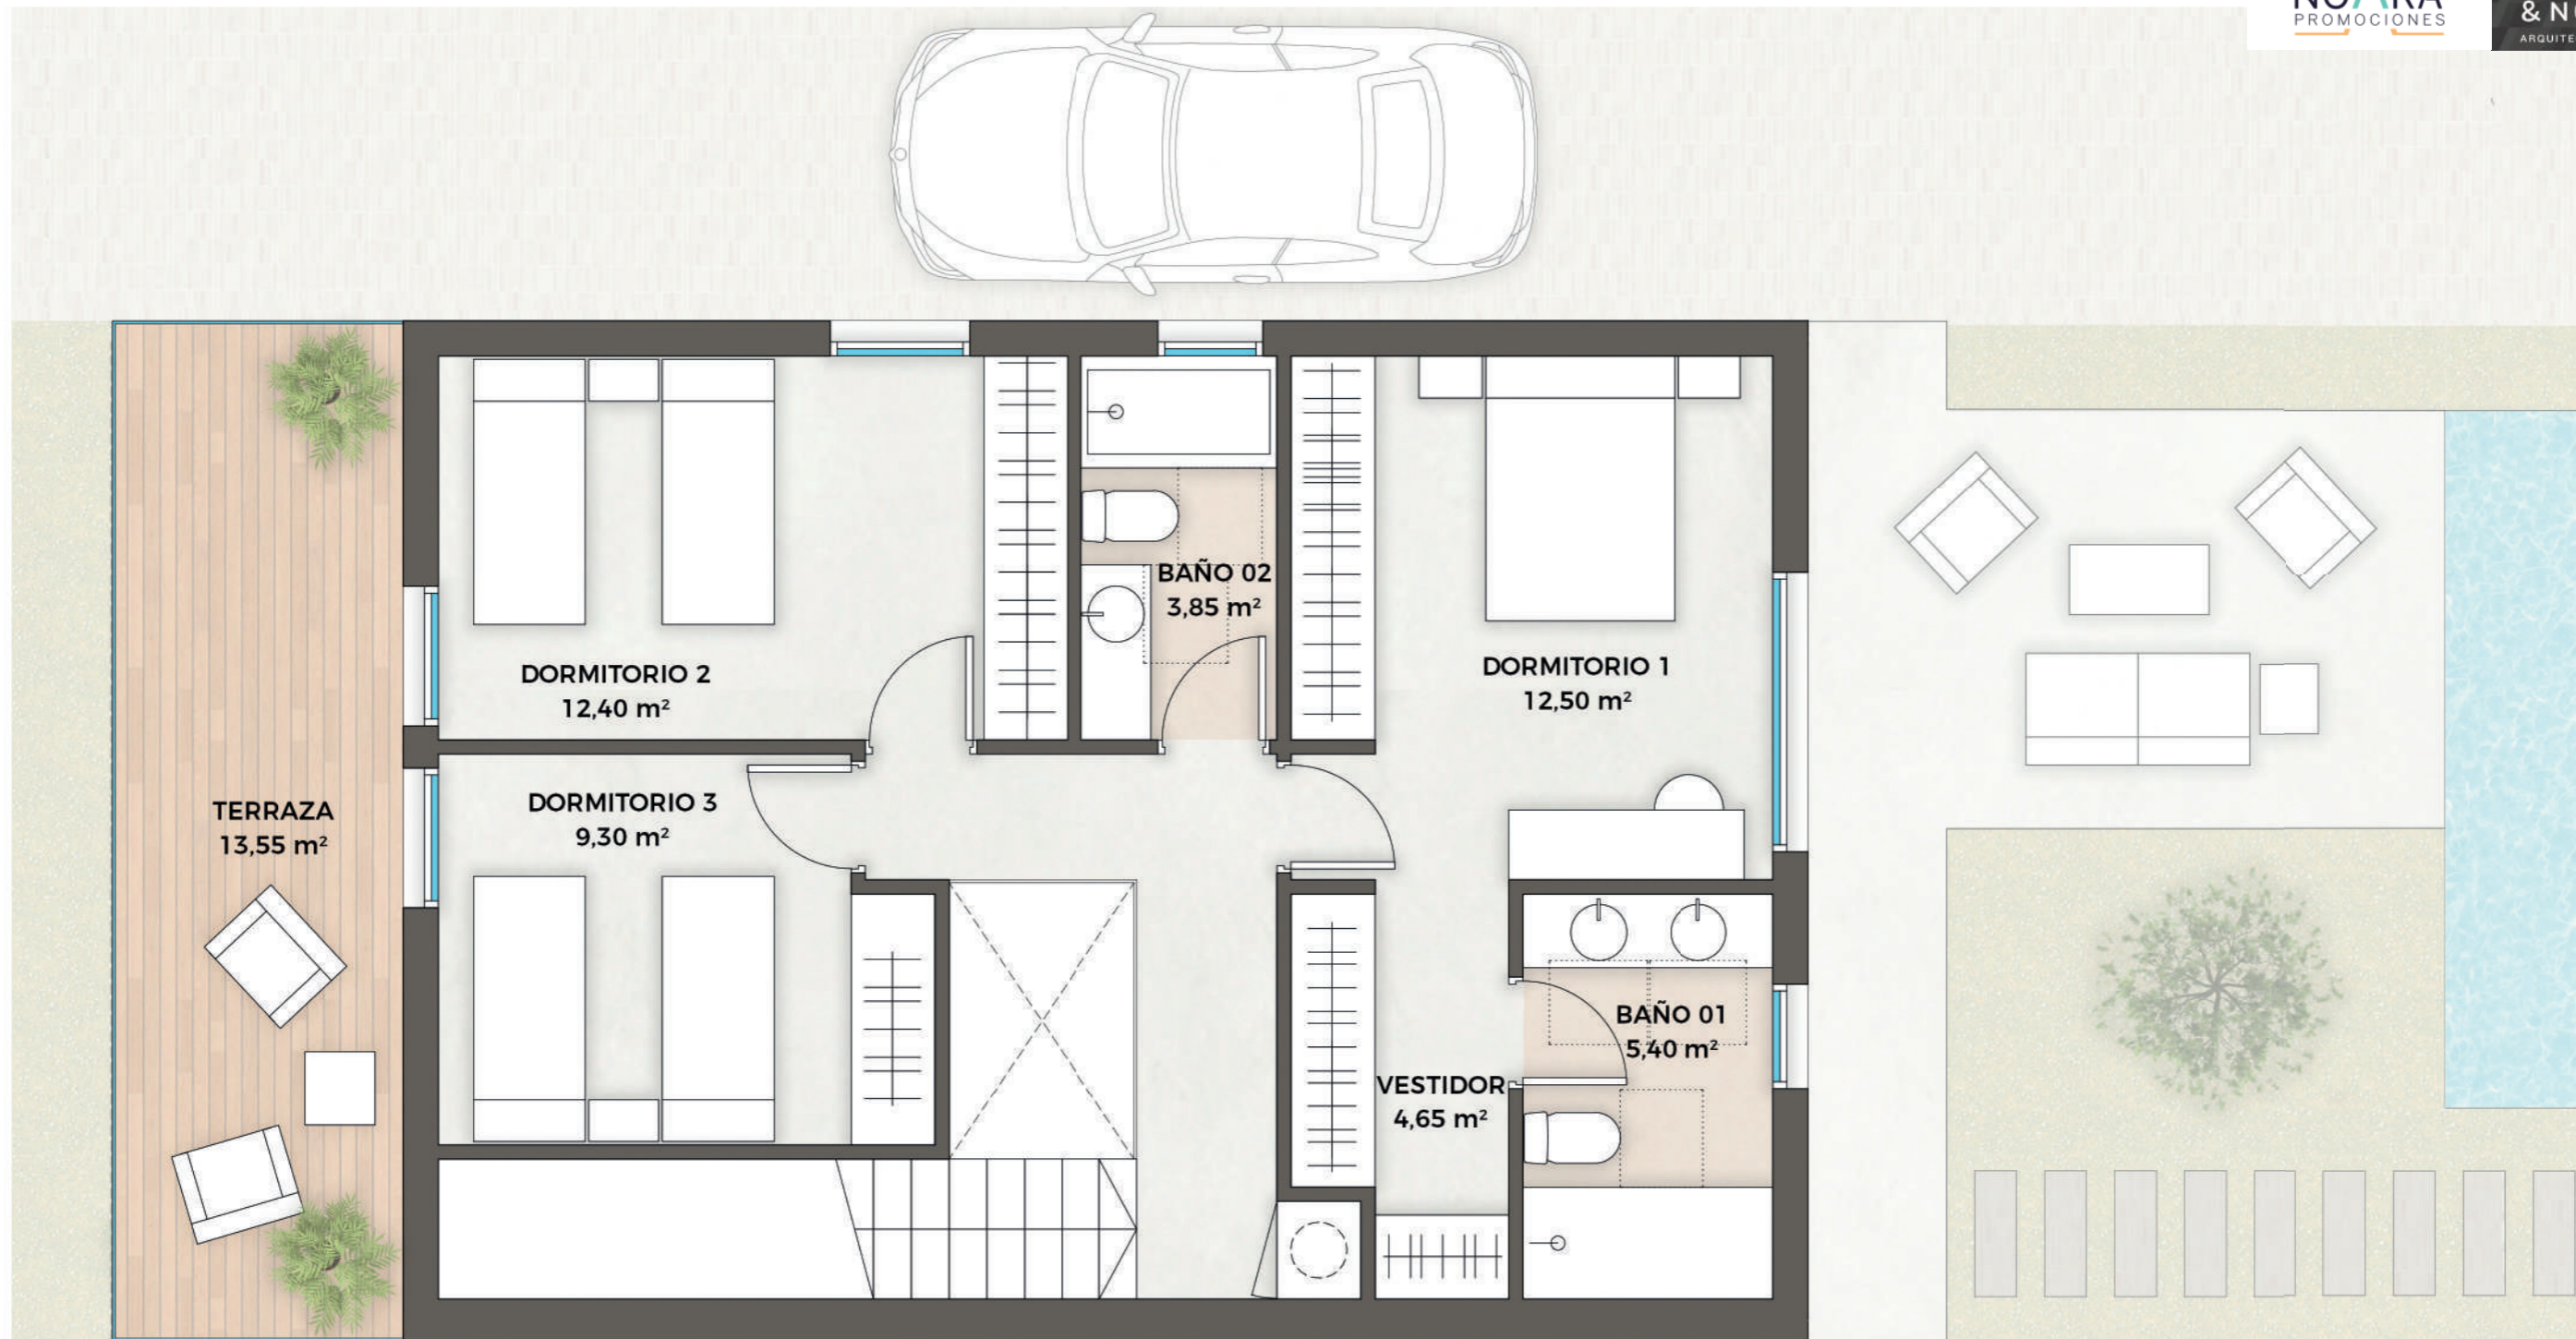 PROMOCIONES
DORMITORIO 2
12,40 m²
BAÑO 02
3,85 m²
DORMITORIO 1
12,50 m²
TERRAZA
13,55 m²
DORMITORIO 3
9,30 m²
BAÑO 01
5,40 m²
VESTIDOR
4,65 m²